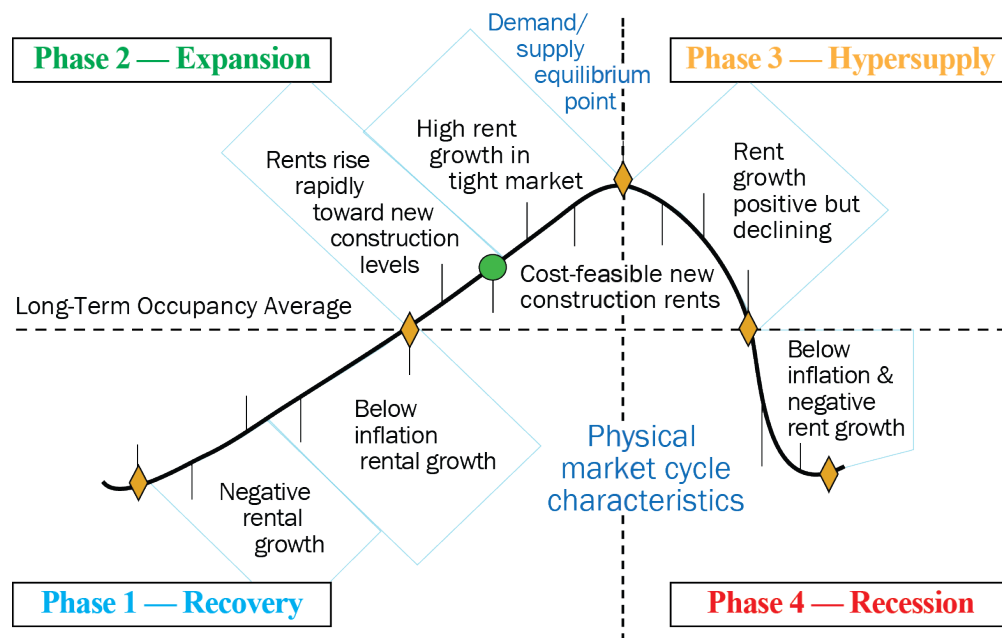 Phase 2 — Expansion
Demand/
supply
equilibrium
point
Phase 3 — Hypersupply
High rent
growth in
tight market
Rents rise
rapidly
toward new
construction
levels
Rent
growth
positive but
declining
Cost-feasible new
construction rents
Long-Term Occupancy Average
Below
inflation &
negative
rent growth
Below
inflation
rental growth
Physical
market cycle
characteristics
Negative
rental
growth
Phase 1 — Recovery
Phase 4 — Recession